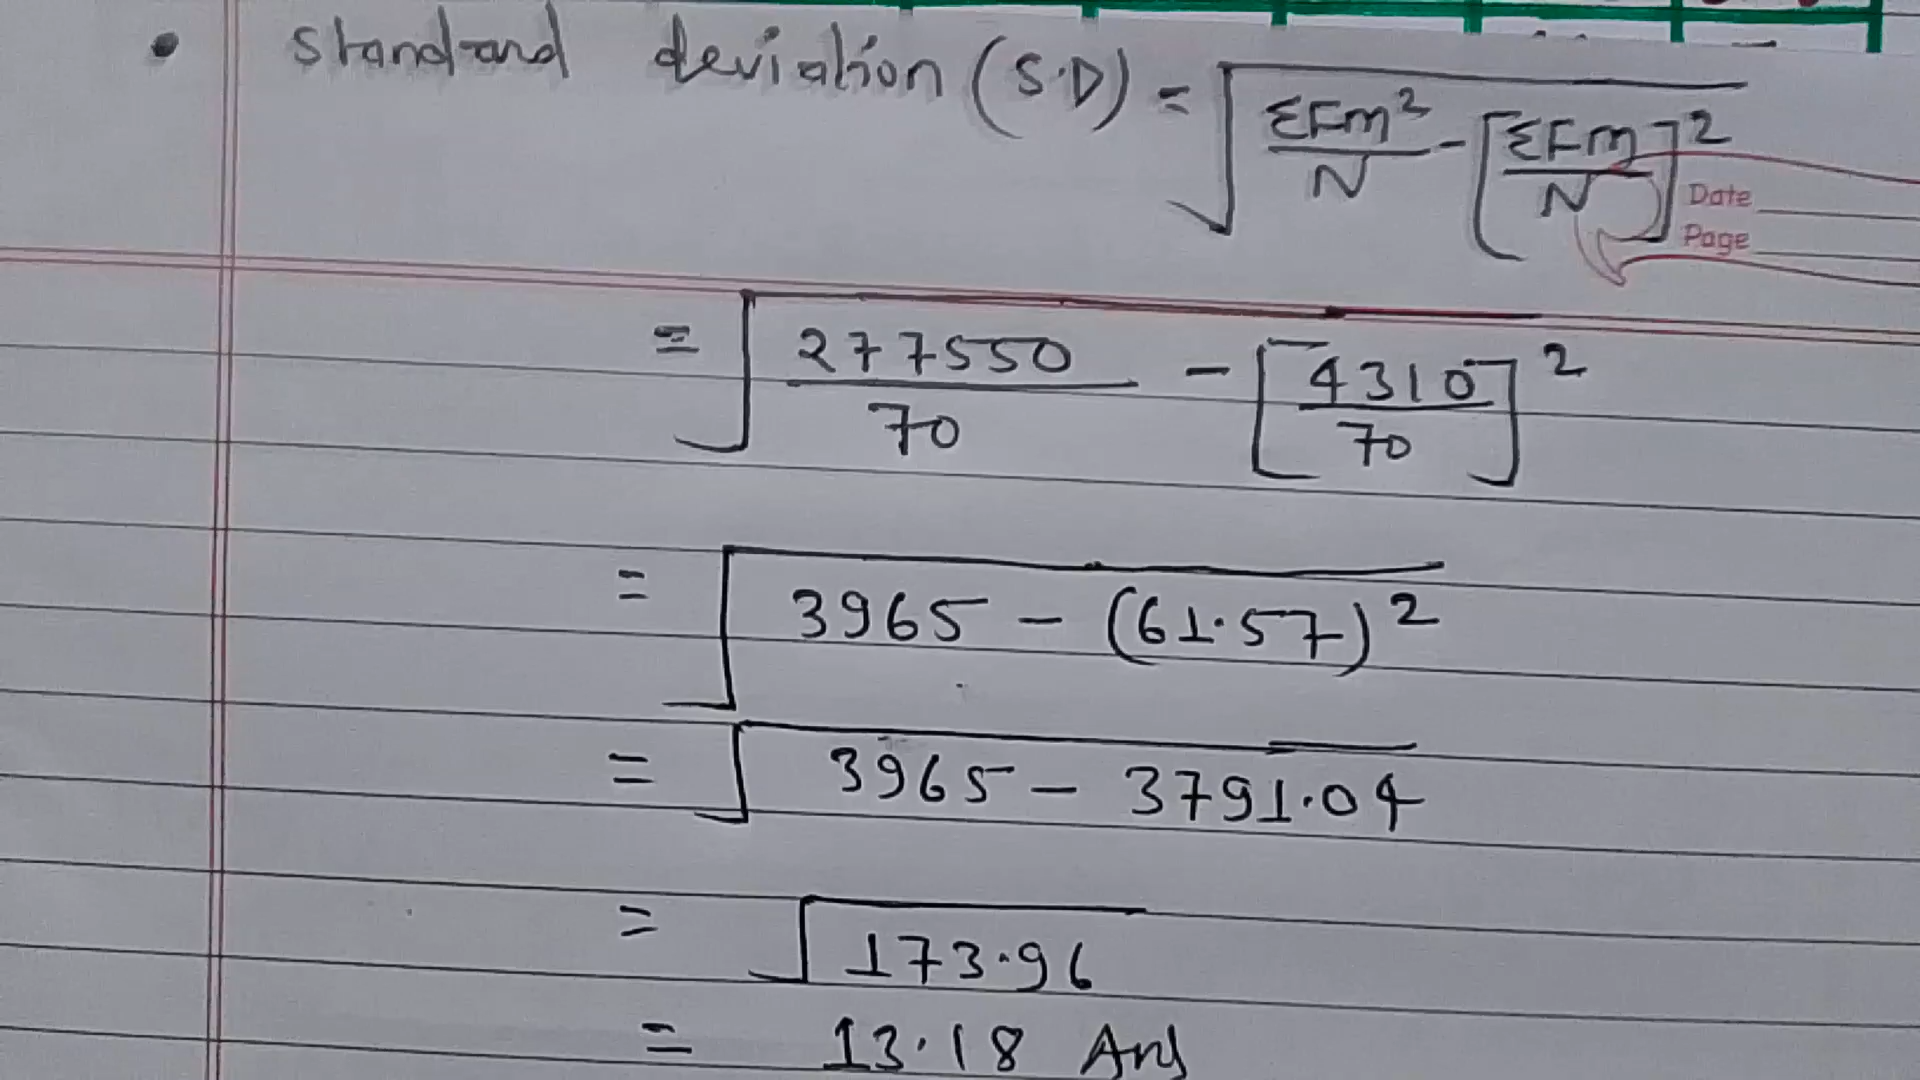 • Standard deviation (S.D) = √ΣFm²/N - [ΣFm/N]²
Date
Page
= √277550/70 - [4310/70]²
= √3965 - (61.57)²
= √3965 - 3791.04
= √173.96
= 13.18 Ans